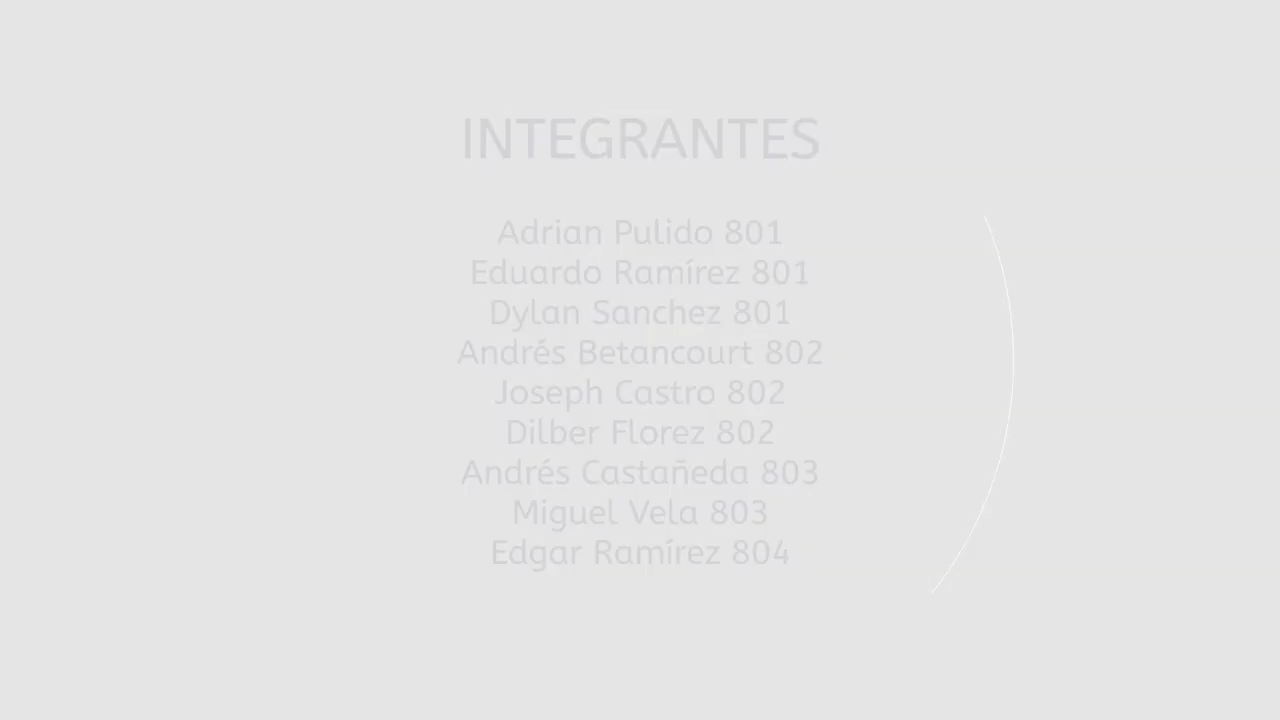 INTEGRANTES
Adrian Pulido 801
Eduardo Ramírez 801
Dylan Sanchez 801
Andrés Betancourt 802
Joseph Castro 802
Dilber Florez 802
Andrés Castañeda 803
Miguel Vela 803
Edgar Ramírez 804